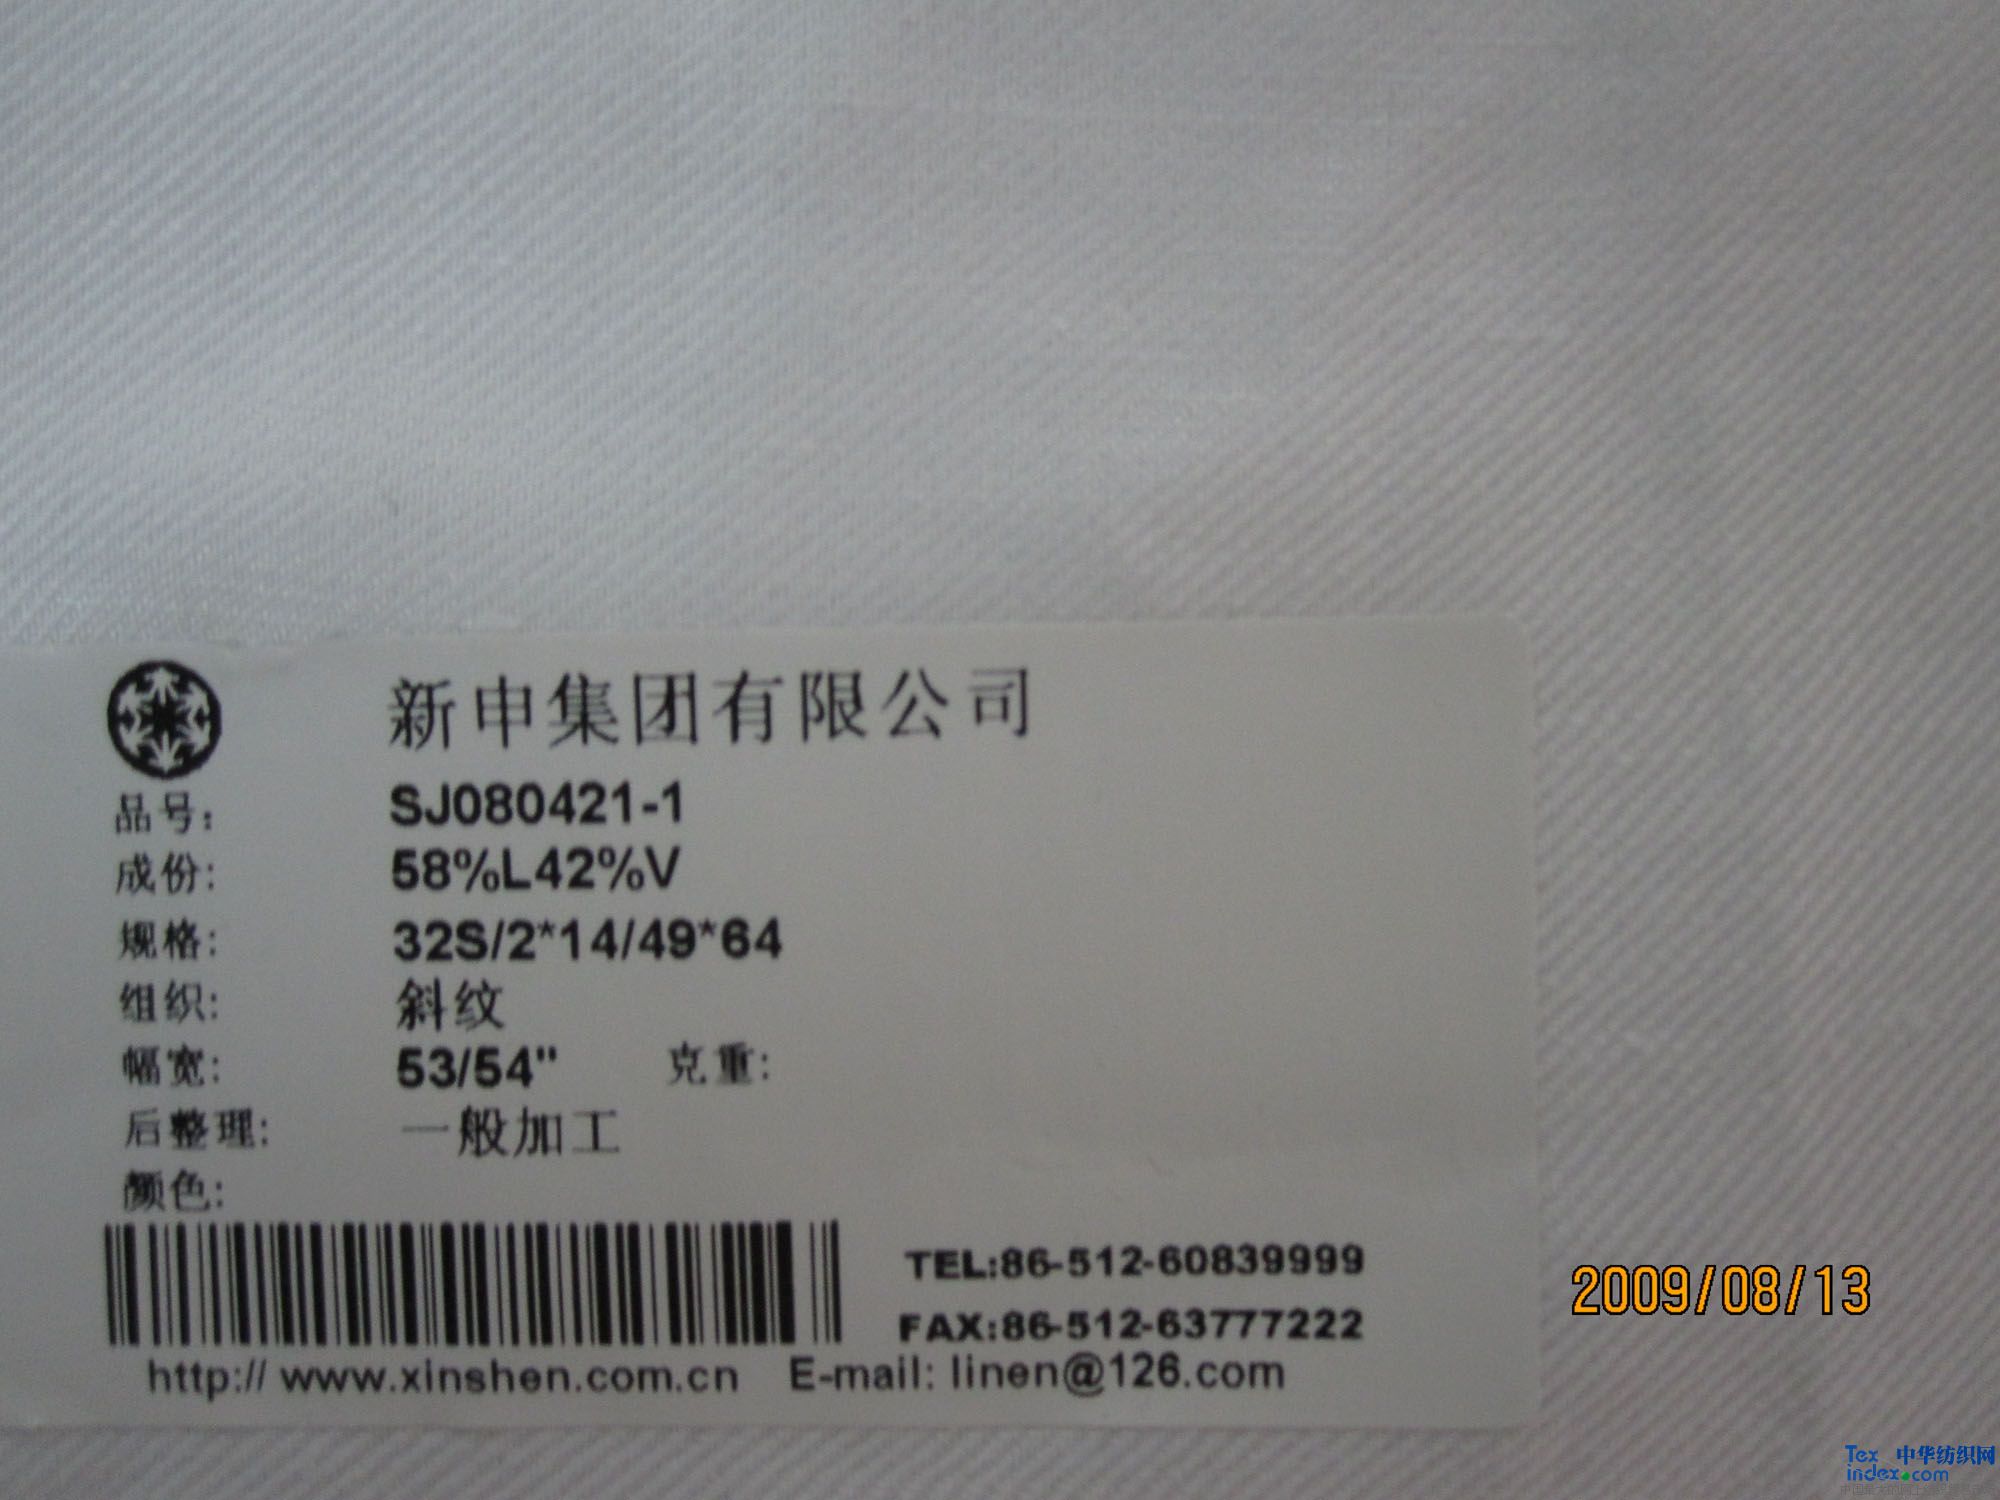 新申集团有限公司
品号: SJ080421-1
成份: 58%L42%V
规格: 32S/2*14/49*64
组织: 斜纹
幅宽: 53/54" 克重:
后整理: 一般加工
颜色:
TEL:86-512-60839999
FAX:86-512-63777222
http:// www.xinshen.com.cn E-mail: linen@126.com
2009/08/13
Tex 中华纺织网
index.com